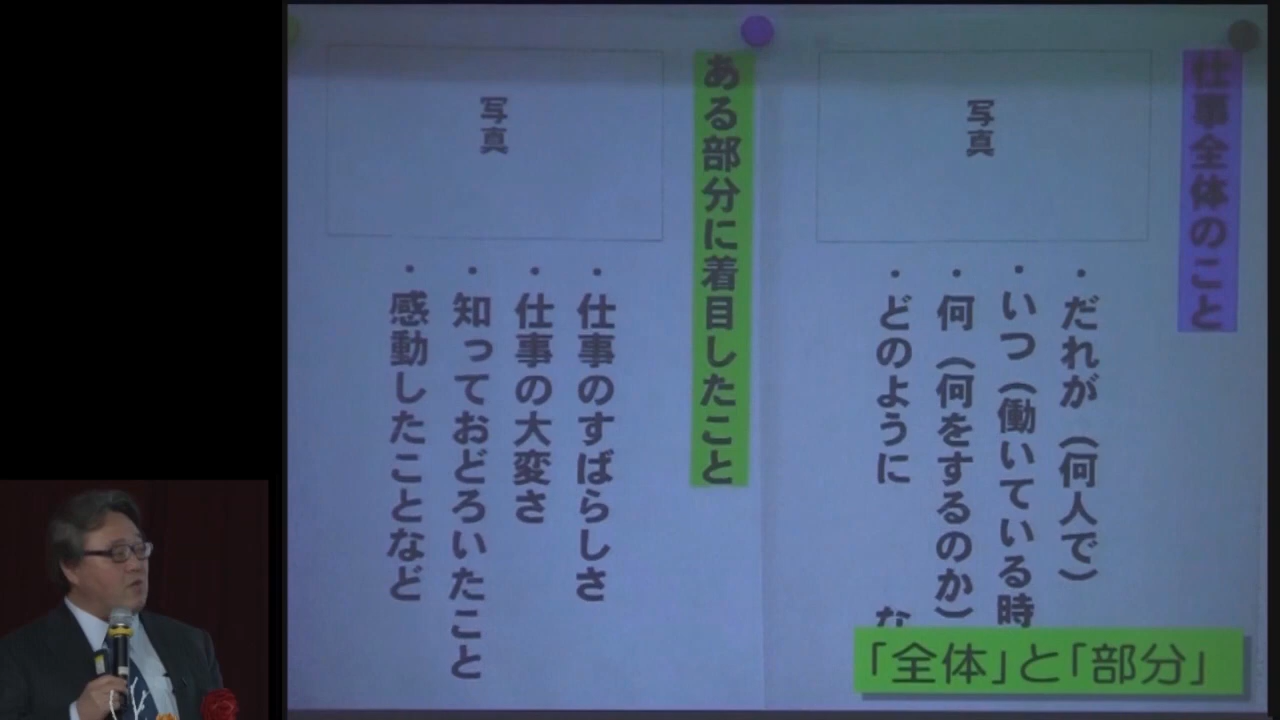 仕事全体のこと
写真
・だれが（何人で）
・いつ（働いている時
・何（何をするのか）
・どのように　な
ある部分に着目したこと
写真
・仕事のすばらしさ
・仕事の大変さ
・知っておどろいたこと
・感動したことなど
「全体」と「部分」